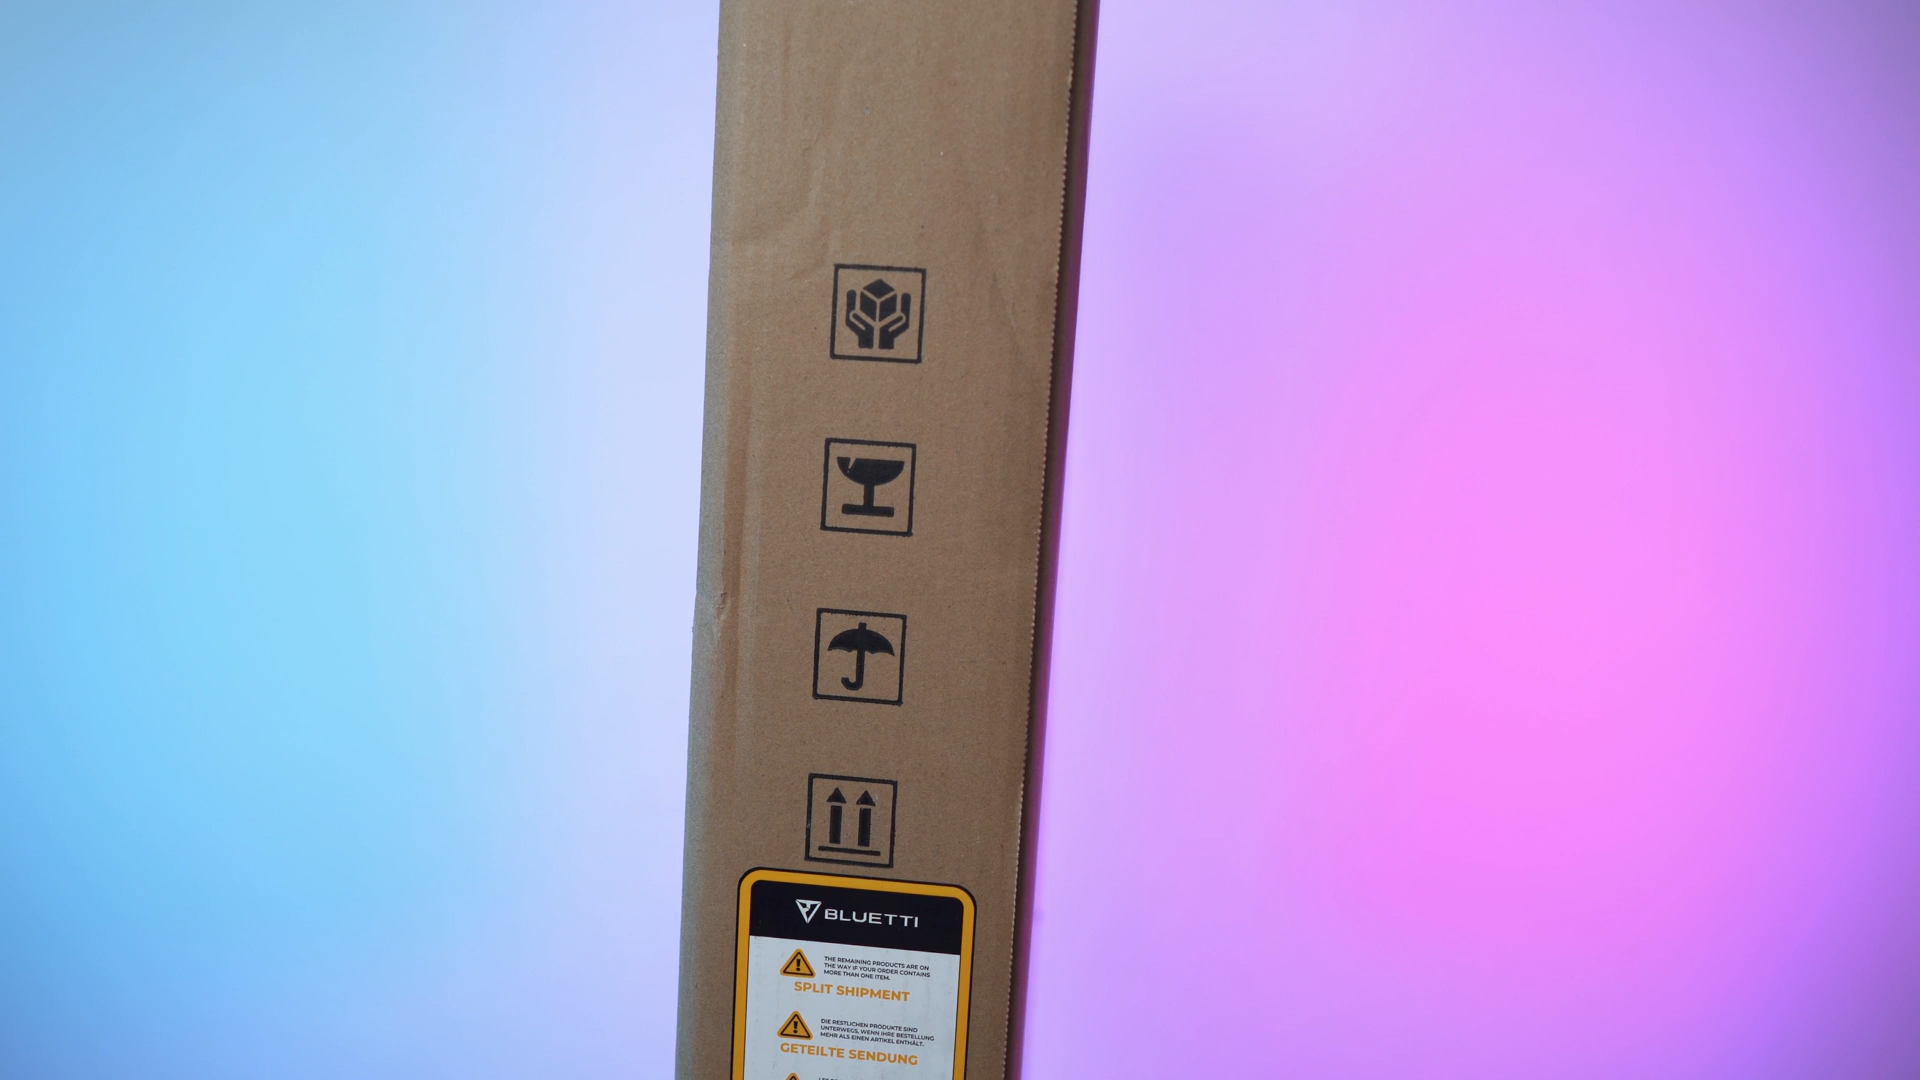 BLUETTI
THE REMAINING PRODUCTS ARE ON
THE WAY IF YOUR ORDER CONTAINS
MORE THAN ONE ITEM.
SPLIT SHIPMENT
DIE RESTLICHEN PRODUKTE SIND
UNTERWEGS, WENN IHRE BESTELLUNG
MEHR ALS EINEN ARTIKEL ENTHÄLT.
GETEILTE SENDUNG